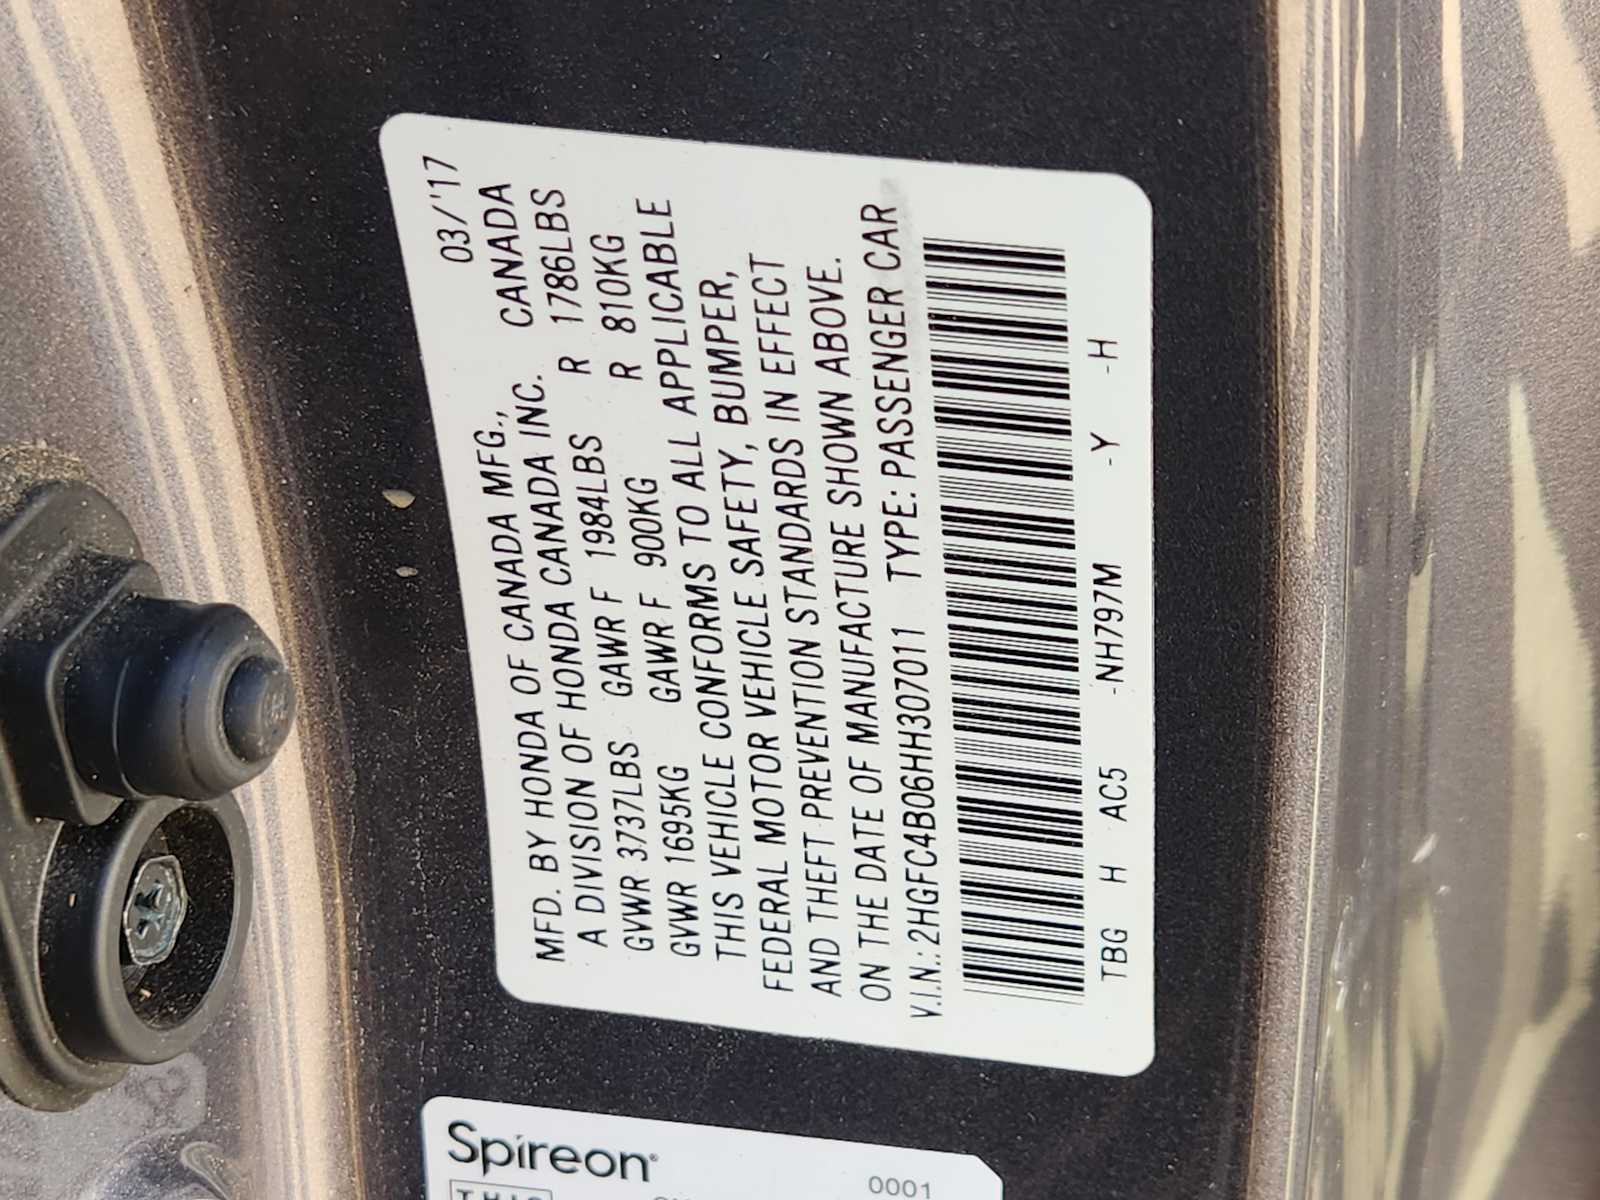 03/'17
MFD. BY HONDA OF CANADA MFG., CANADA
A DIVISION OF HONDA CANADA INC.
GVWR 3737LBS GAWR F 1984LBS R 1786LBS
GVWR 1695KG GAWR F 900KG R 810KG
THIS VEHICLE CONFORMS TO ALL APPLICABLE
FEDERAL MOTOR VEHICLE SAFETY, BUMPER,
AND THEFT PREVENTION STANDARDS IN EFFECT
ON THE DATE OF MANUFACTURE SHOWN ABOVE.
V.I.N.: 2HGFC4B06HH307011 TYPE: PASSENGER CAR
TBG H AC5 -NH797M -Y -H
Spireon
0001
THIS